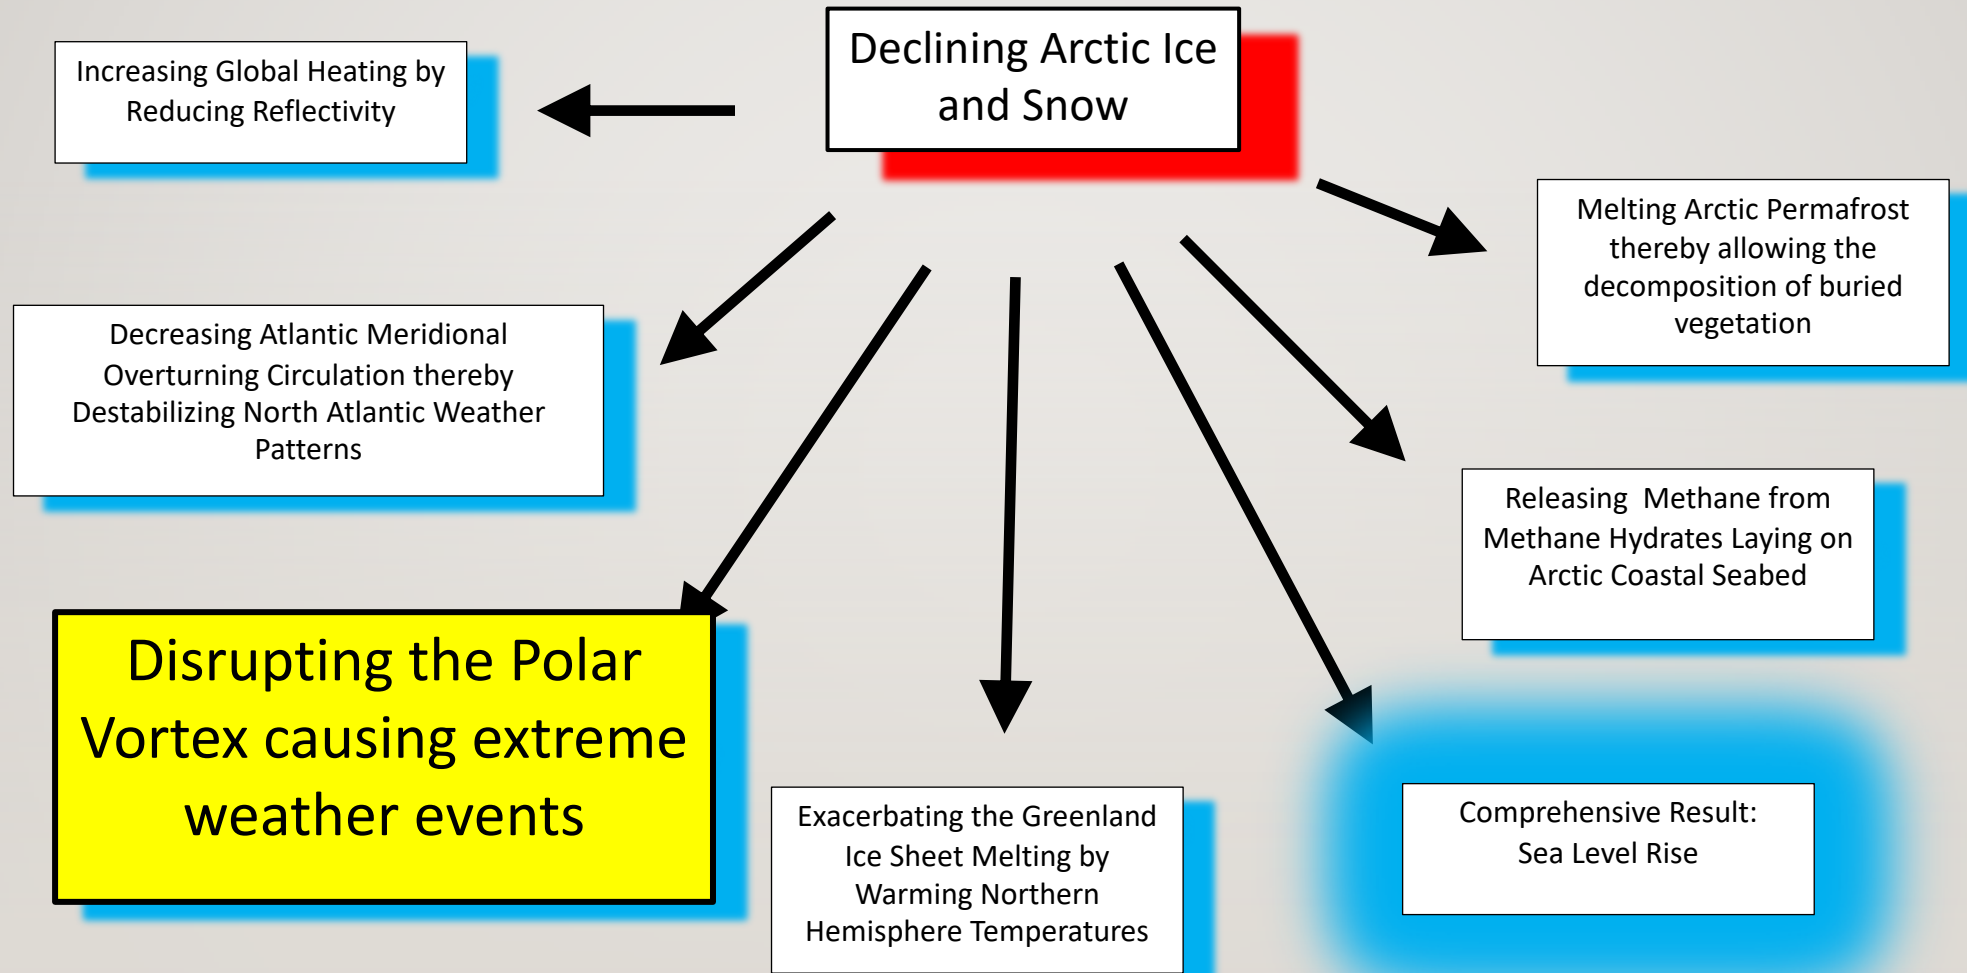 Declining Arctic Ice
and Snow
Increasing Global Heating by
Reducing Reflectivity
Melting Arctic Permafrost
thereby allowing the
decomposition of buried
vegetation
Decreasing Atlantic Meridional
Overturning Circulation thereby
Destabilizing North Atlantic Weather
Patterns
Releasing  Methane from
Methane Hydrates Laying on
Arctic Coastal Seabed
Disrupting the Polar
Vortex causing extreme
weather events
Exacerbating the Greenland
Ice Sheet Melting by
Warming Northern
Hemisphere Temperatures
Comprehensive Result:
Sea Level Rise